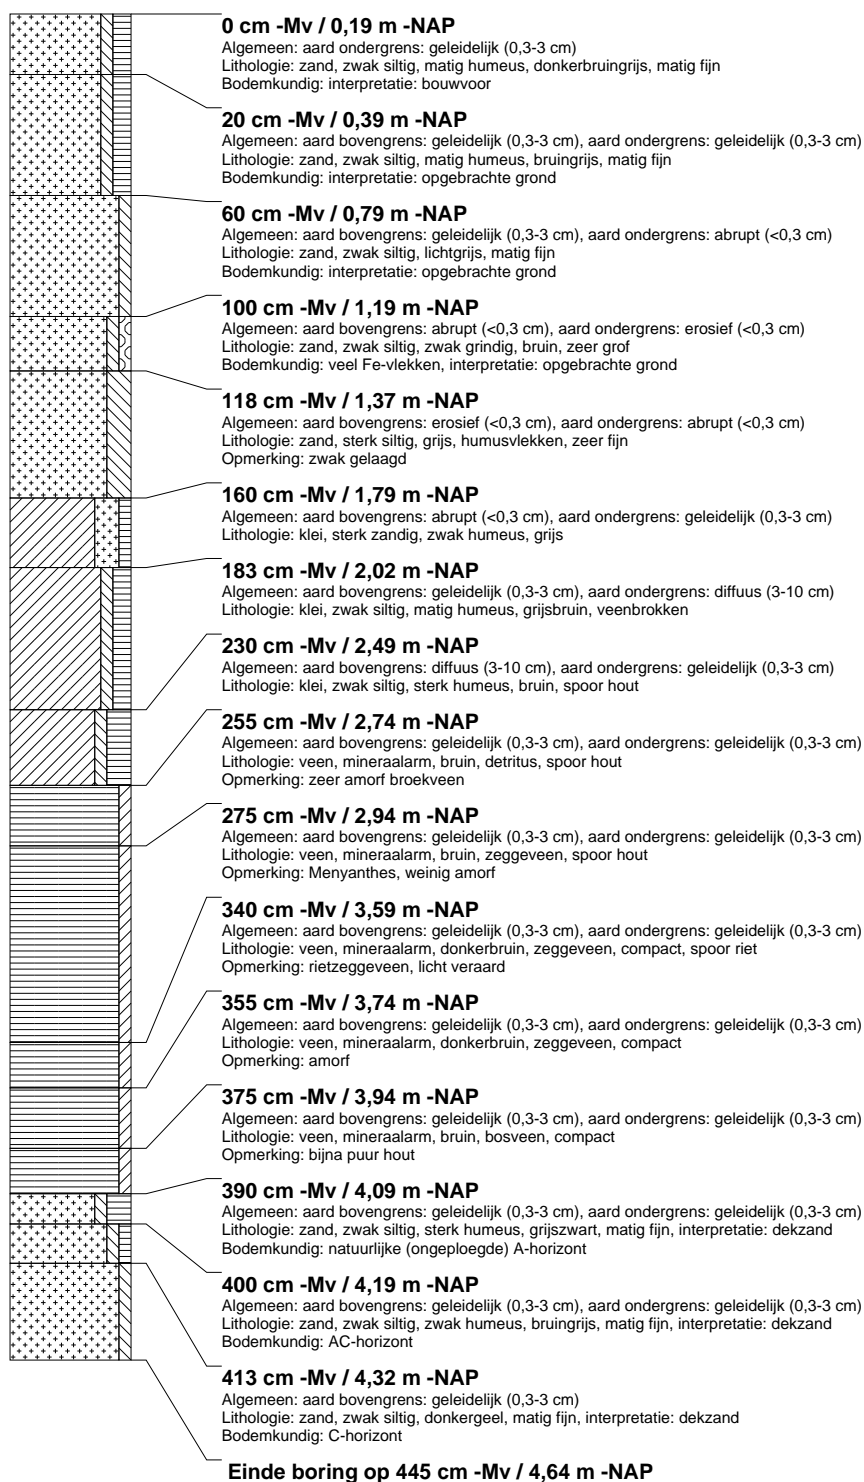 0 cm -Mv / 0,19 m -NAP
Algemeen: aard ondergrens: geleidelijk (0,3-3 cm)
Lithologie: zand, zwak siltig, matig humeus, donkerbruingrijs, matig fijn
Bodemkundig: interpretatie: bouwvoor
20 cm -Mv / 0,39 m -NAP
Algemeen: aard bovengrens: geleidelijk (0,3-3 cm), aard ondergrens: geleidelijk (0,3-3 cm)
Lithologie: zand, zwak siltig, matig humeus, bruingrijs, matig fijn
Bodemkundig: interpretatie: opgebrachte grond
60 cm -Mv / 0,79 m -NAP
Algemeen: aard bovengrens: geleidelijk (0,3-3 cm), aard ondergrens: abrupt (<0,3 cm)
Lithologie: zand, zwak siltig, lichtgrijs, matig fijn
Bodemkundig: interpretatie: opgebrachte grond
100 cm -Mv / 1,19 m -NAP
Algemeen: aard bovengrens: abrupt (<0,3 cm), aard ondergrens: erosief (<0,3 cm)
Lithologie: zand, zwak siltig, zwak grindig, bruin, zeer grof
Bodemkundig: veel Fe-vlekken, interpretatie: opgebrachte grond
118 cm -Mv / 1,37 m -NAP
Algemeen: aard bovengrens: erosief (<0,3 cm), aard ondergrens: abrupt (<0,3 cm)
Lithologie: zand, sterk siltig, grijs, humusvlekken, zeer fijn
Opmerking: zwak gelaagd
160 cm -Mv / 1,79 m -NAP
Algemeen: aard bovengrens: abrupt (<0,3 cm), aard ondergrens: geleidelijk (0,3-3 cm)
Lithologie: klei, sterk zandig, zwak humeus, grijs
183 cm -Mv / 2,02 m -NAP
Algemeen: aard bovengrens: geleidelijk (0,3-3 cm), aard ondergrens: diffuus (3-10 cm)
Lithologie: klei, zwak siltig, matig humeus, grijsbruin, veenbrokken
230 cm -Mv / 2,49 m -NAP
Algemeen: aard bovengrens: diffuus (3-10 cm), aard ondergrens: geleidelijk (0,3-3 cm)
Lithologie: klei, zwak siltig, sterk humeus, bruin, spoor hout
255 cm -Mv / 2,74 m -NAP
Algemeen: aard bovengrens: geleidelijk (0,3-3 cm), aard ondergrens: geleidelijk (0,3-3 cm)
Lithologie: veen, mineraalarm, bruin, detritus, spoor hout
Opmerking: zeer amorf broekveen
275 cm -Mv / 2,94 m -NAP
Algemeen: aard bovengrens: geleidelijk (0,3-3 cm), aard ondergrens: geleidelijk (0,3-3 cm)
Lithologie: veen, mineraalarm, bruin, zeggeveen, spoor hout
Opmerking: Menyanthes, weinig amorf
340 cm -Mv / 3,59 m -NAP
Algemeen: aard bovengrens: geleidelijk (0,3-3 cm), aard ondergrens: geleidelijk (0,3-3 cm)
Lithologie: veen, mineraalarm, donkerbruin, zeggeveen, compact, spoor riet
Opmerking: rietzeggeveen, licht veraard
355 cm -Mv / 3,74 m -NAP
Algemeen: aard bovengrens: geleidelijk (0,3-3 cm), aard ondergrens: geleidelijk (0,3-3 cm)
Lithologie: veen, mineraalarm, donkerbruin, zeggeveen, compact
Opmerking: amorf
375 cm -Mv / 3,94 m -NAP
Algemeen: aard bovengrens: geleidelijk (0,3-3 cm), aard ondergrens: geleidelijk (0,3-3 cm)
Lithologie: veen, mineraalarm, bruin, bosveen, compact
Opmerking: bijna puur hout
390 cm -Mv / 4,09 m -NAP
Algemeen: aard bovengrens: geleidelijk (0,3-3 cm), aard ondergrens: geleidelijk (0,3-3 cm)
Lithologie: zand, zwak siltig, sterk humeus, grijszwart, matig fijn, interpretatie: dekzand
Bodemkundig: natuurlijke (ongeploegde) A-horizont
400 cm -Mv / 4,19 m -NAP
Algemeen: aard bovengrens: geleidelijk (0,3-3 cm), aard ondergrens: geleidelijk (0,3-3 cm)
Lithologie: zand, zwak siltig, zwak humeus, bruingrijs, matig fijn, interpretatie: dekzand
Bodemkundig: AC-horizont
413 cm -Mv / 4,32 m -NAP
Algemeen: aard bovengrens: geleidelijk (0,3-3 cm)
Lithologie: zand, zwak siltig, donkergeel, matig fijn, interpretatie: dekzand
Bodemkundig: C-horizont
Einde boring op 445 cm -Mv / 4,64 m -NAP